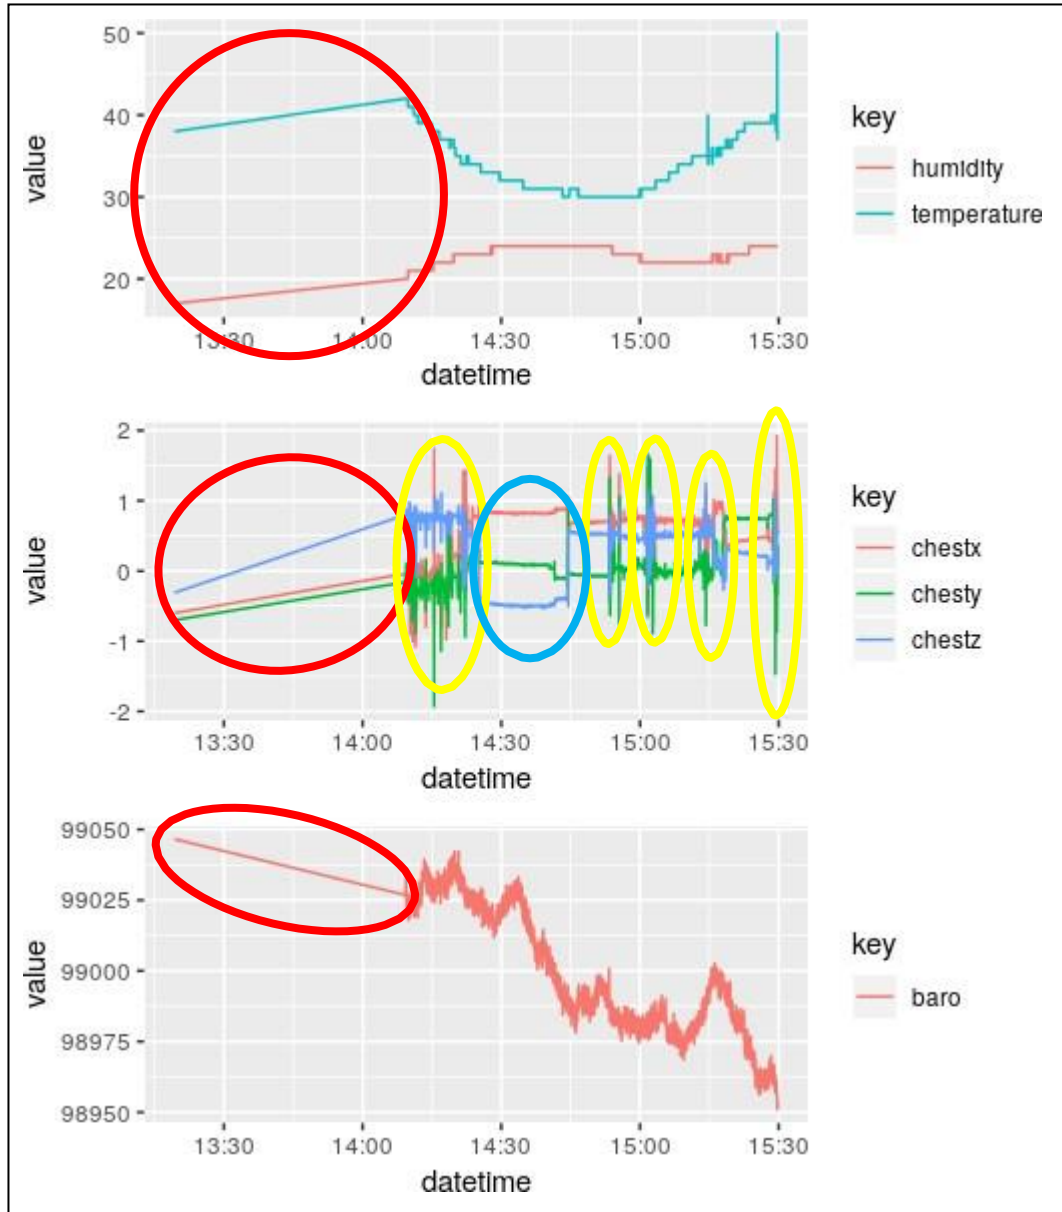 50
40
30
20
value
13:30 14:00 14:30 15:00 15:30
datetime
key
humidity
temperature
2
1
0
-1
-2
value
13:30 14:00 14:30 15:00 15:30
datetime
key
chestx
chesty
chestz
99050
99025
99000
98975
98950
value
13:30 14:00 14:30 15:00 15:30
datetime
key
baro